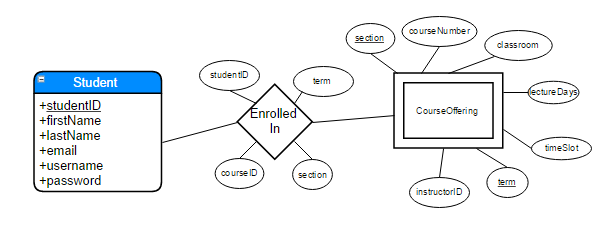 Student
+studentID
+firstName
+lastName
+email
+username
+password
studentID
term
Enrolled
In
courseID
section
section
courseNumber
classroom
lectureDays
timeSlot
term
instructorID
CourseOffering